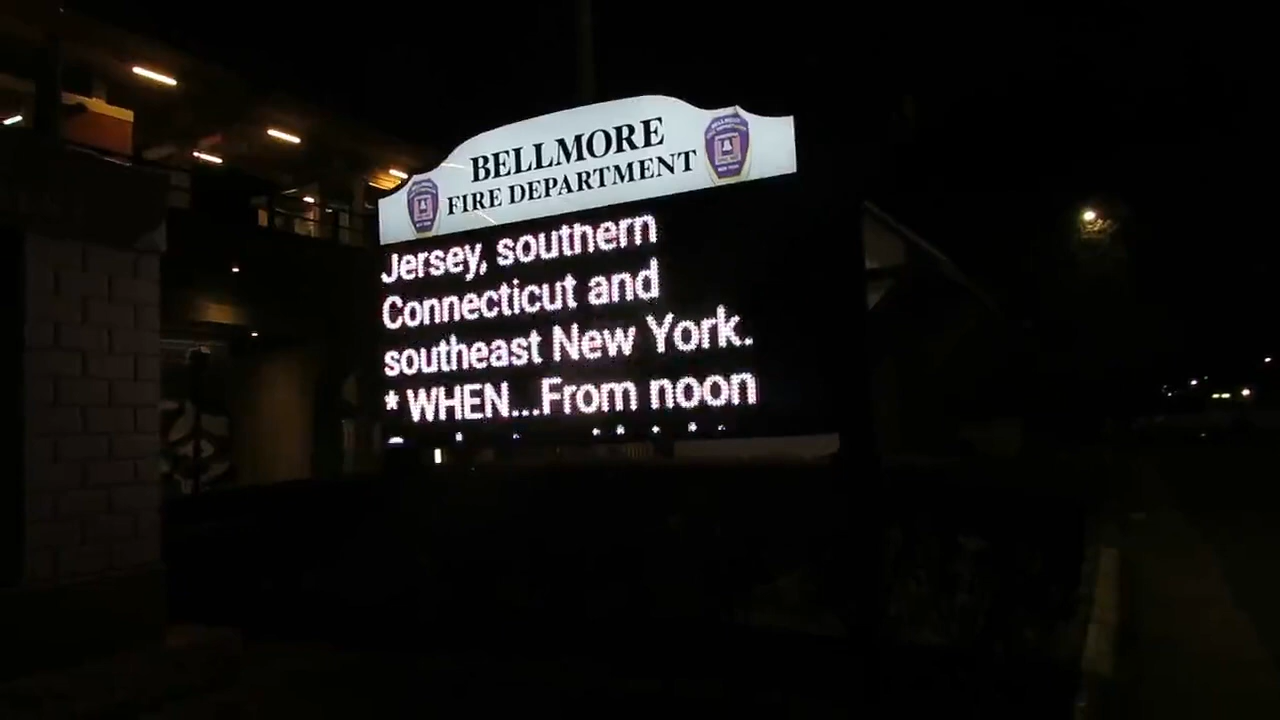 BELLMORE
FIRE DEPARTMENT
Jersey, southern
Connecticut and
southeast New York.
* WHEN...From noon